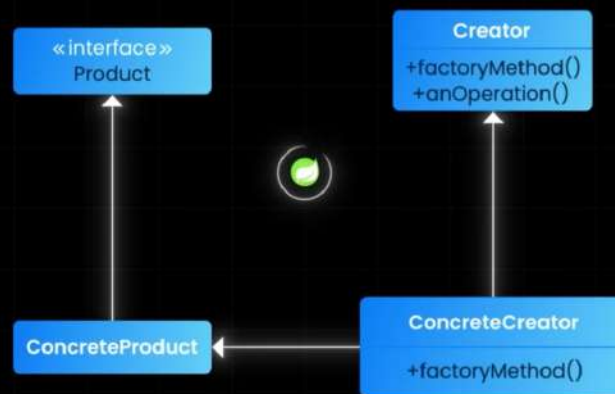 «interface»
Product
Creator
+factoryMethod()
+anOperation()
ConcreteProduct
ConcreteCreator
+factoryMethod()